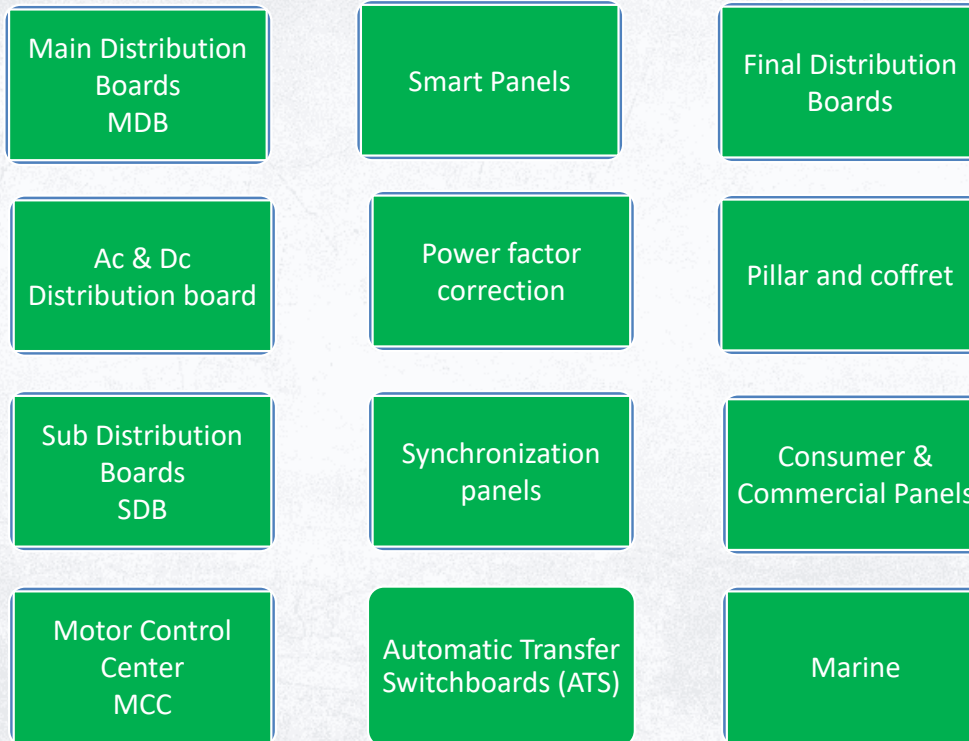 Main Distribution
Boards
MDB
Smart Panels
Final Distribution
Boards
Ac & Dc
Distribution board
Power factor
correction
Pillar and coffret
Sub Distribution
Boards
SDB
Synchronization
panels
Consumer &
Commercial Panels
Motor Control
Center
MCC
Automatic Transfer
Switchboards (ATS)
Marine